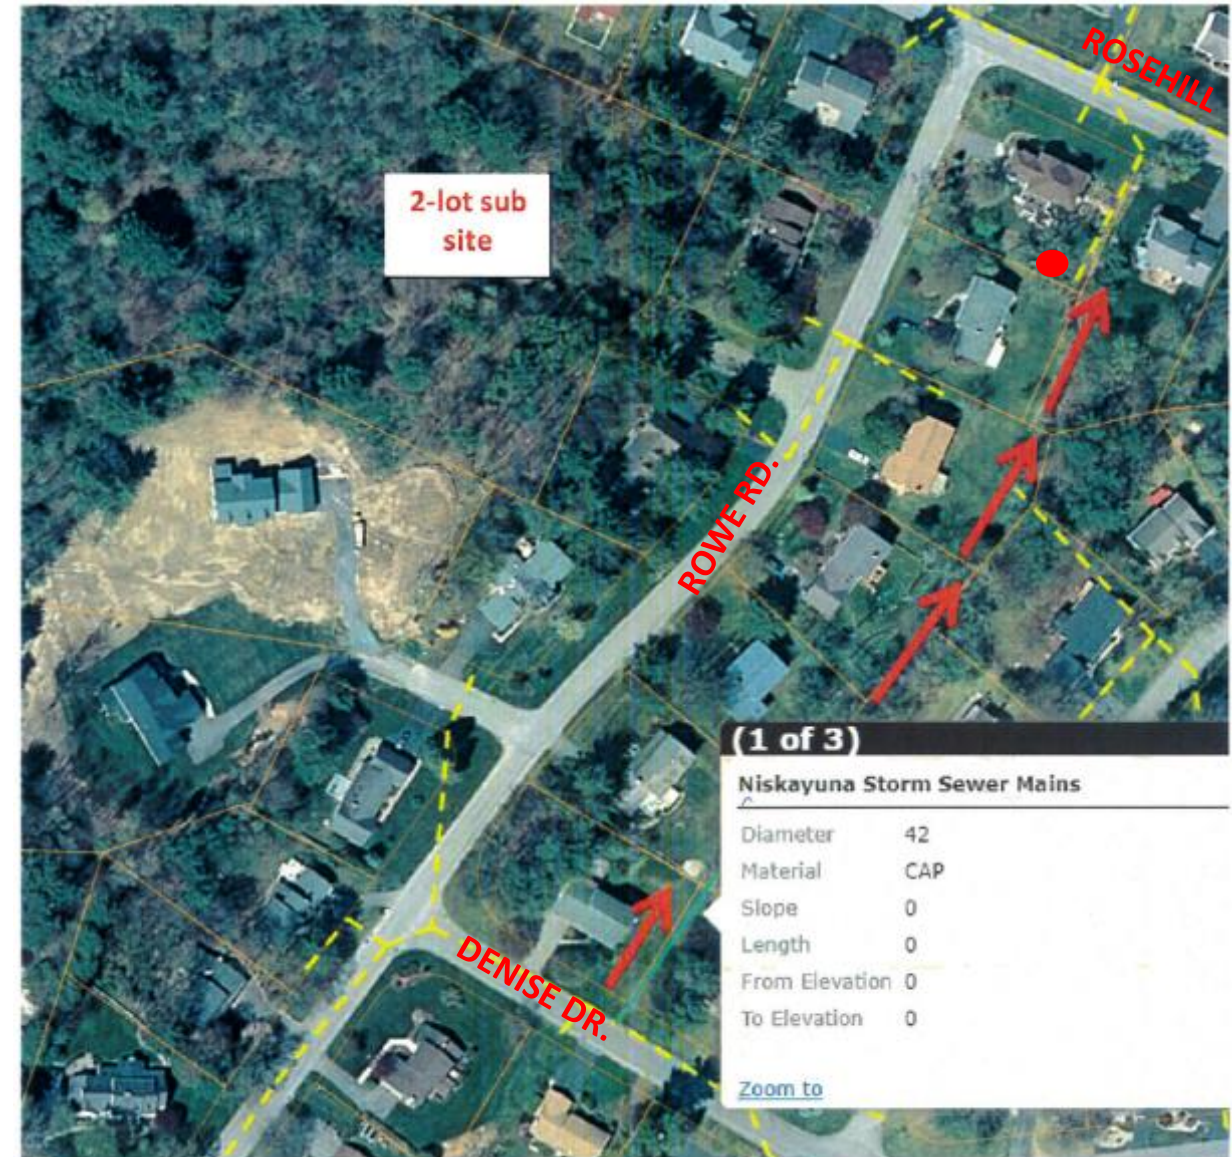 ROSEHILL
2-lot sub
site
ROWE RD.
(1 of 3)
Niskayuna Storm Sewer Mains
Diameter 42
Material CAP
Slope 0
Length 0
From Elevation 0
To Elevation 0
Zoom to
DENISE DR.